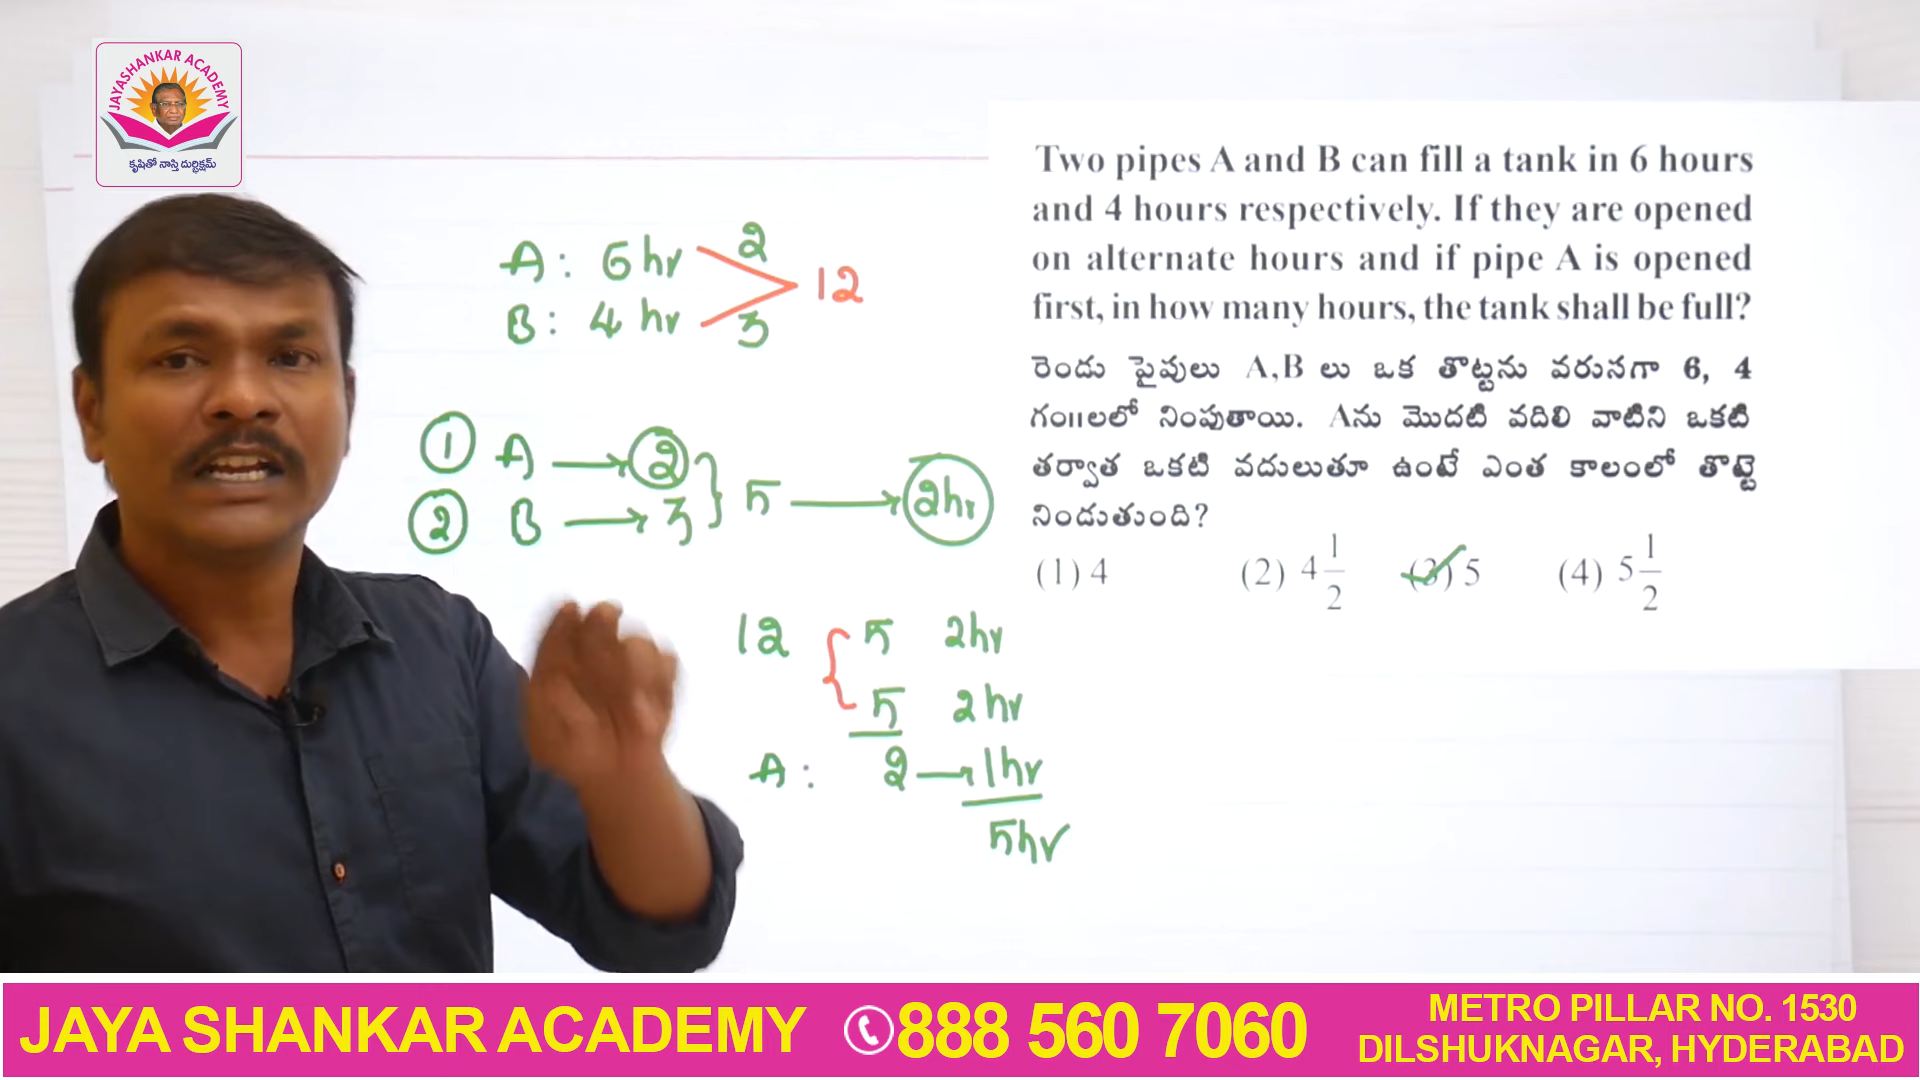 JAYASHANKAR ACADEMY
కృషితో నాస్తి దుర్భిక్షమ్
A : 6 hr 2
12
B : 4 hr 3
Two pipes A and B can fill a tank in 6 hours
and 4 hours respectively. If they are opened
on alternate hours and if pipe A is opened
first, in how many hours, the tank shall be full?
రెండు పైపులు A,B లు ఒక తొట్టను వరుసగా 6, 4
గం॥లలో నింపుతాయి. Aను మొదటి వదిలి వాటిని ఒకటి
తర్వాత ఒకటి వదులుతూ ఉంటే ఎంత కాలంలో తొట్టె
నిండుతుంది?
(1) 4 (2) 4 1/2 (3) 5 (4) 5 1/2
1 A → 2
2 B → 3 } 5 → 2hr
12 { 5 2hr
5 2hr
A : 2 → 1hr
5hr
JAYA SHANKAR ACADEMY 888 560 7060
METRO PILLAR NO. 1530
DILSHUKNAGAR, HYDERABAD